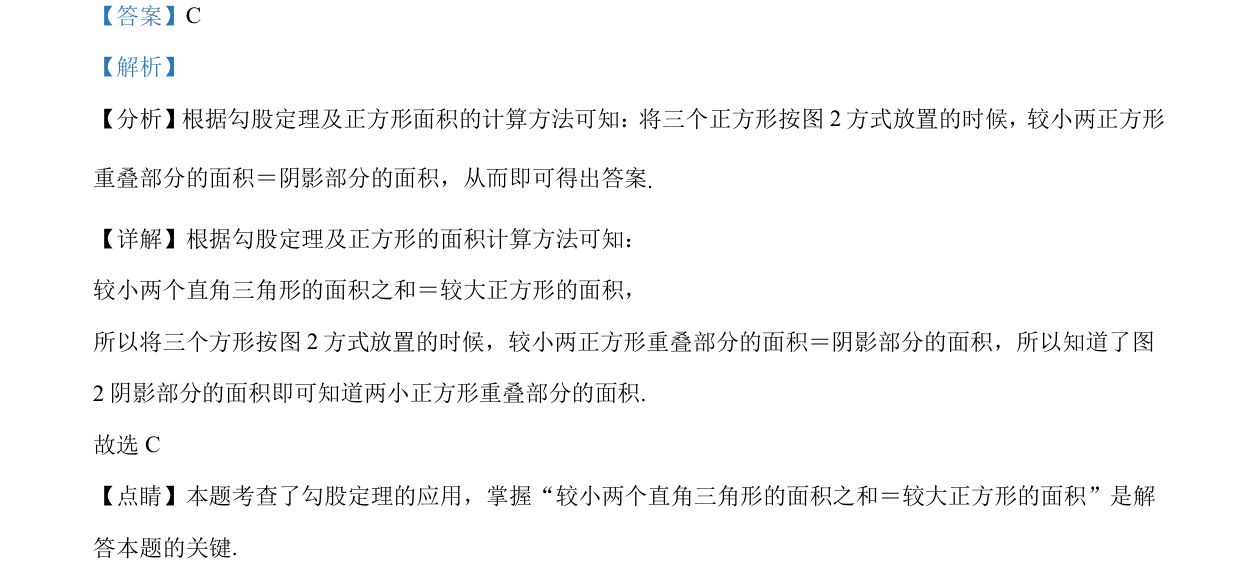 【答案】C
【解析】
【分析】根据勾股定理及正方形面积的计算方法可知：将三个正方形按图 2 方式放置的时候，较小两正方形
重叠部分的面积＝阴影部分的面积，从而即可得出答案.
【详解】根据勾股定理及正方形的面积计算方法可知：
较小两个直角三角形的面积之和＝较大正方形的面积，
所以将三个方形按图 2 方式放置的时候，较小两正方形重叠部分的面积＝阴影部分的面积，所以知道了图
2 阴影部分的面积即可知道两小正方形重叠部分的面积.
故选 C
【点睛】本题考查了勾股定理的应用，掌握“较小两个直角三角形的面积之和＝较大正方形的面积”是解
答本题的关键.